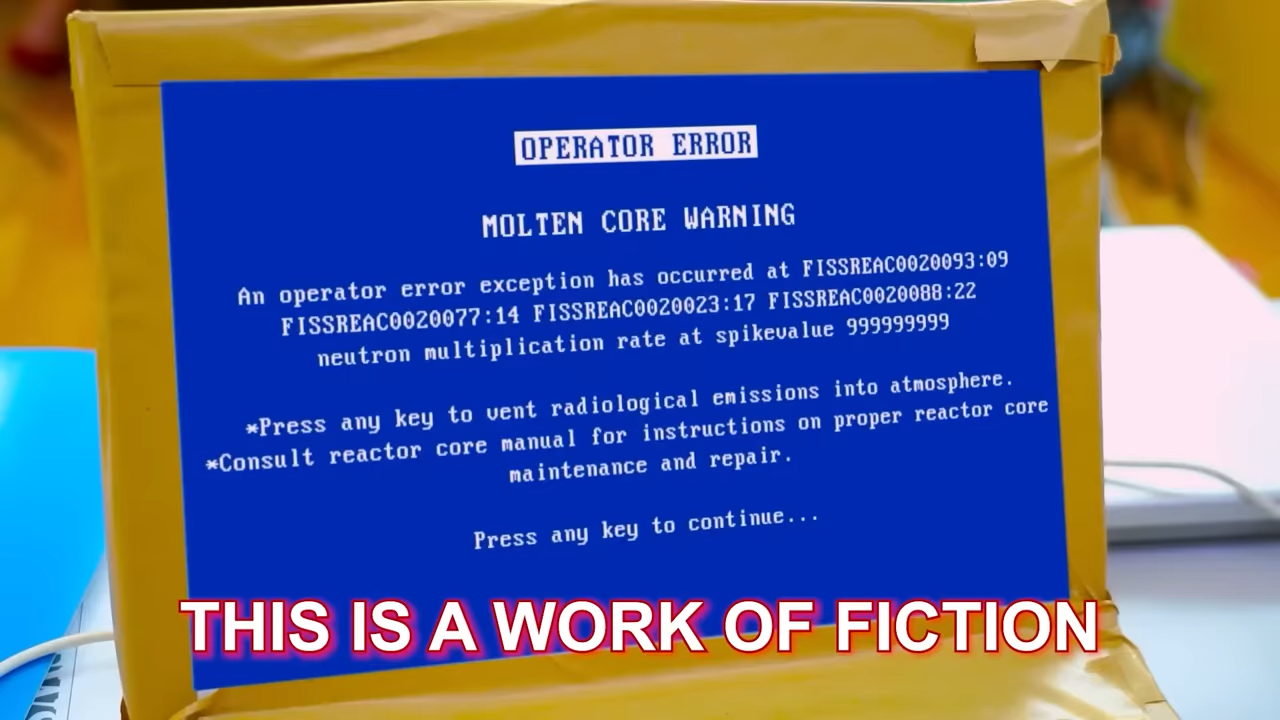 OPERATOR ERROR
MOLTEN CORE WARNING
An operator error exception has occurred at FISSREAC0020093:09
FISSREAC0020077:14 FISSREAC0020023:17 FISSREAC0020088:22
neutron multiplication rate at spikevalue 999999999
*Press any key to vent radiological emissions into atmosphere.
*Consult reactor core manual for instructions on proper reactor core
maintenance and repair.
Press any key to continue...
THIS IS A WORK OF FICTION